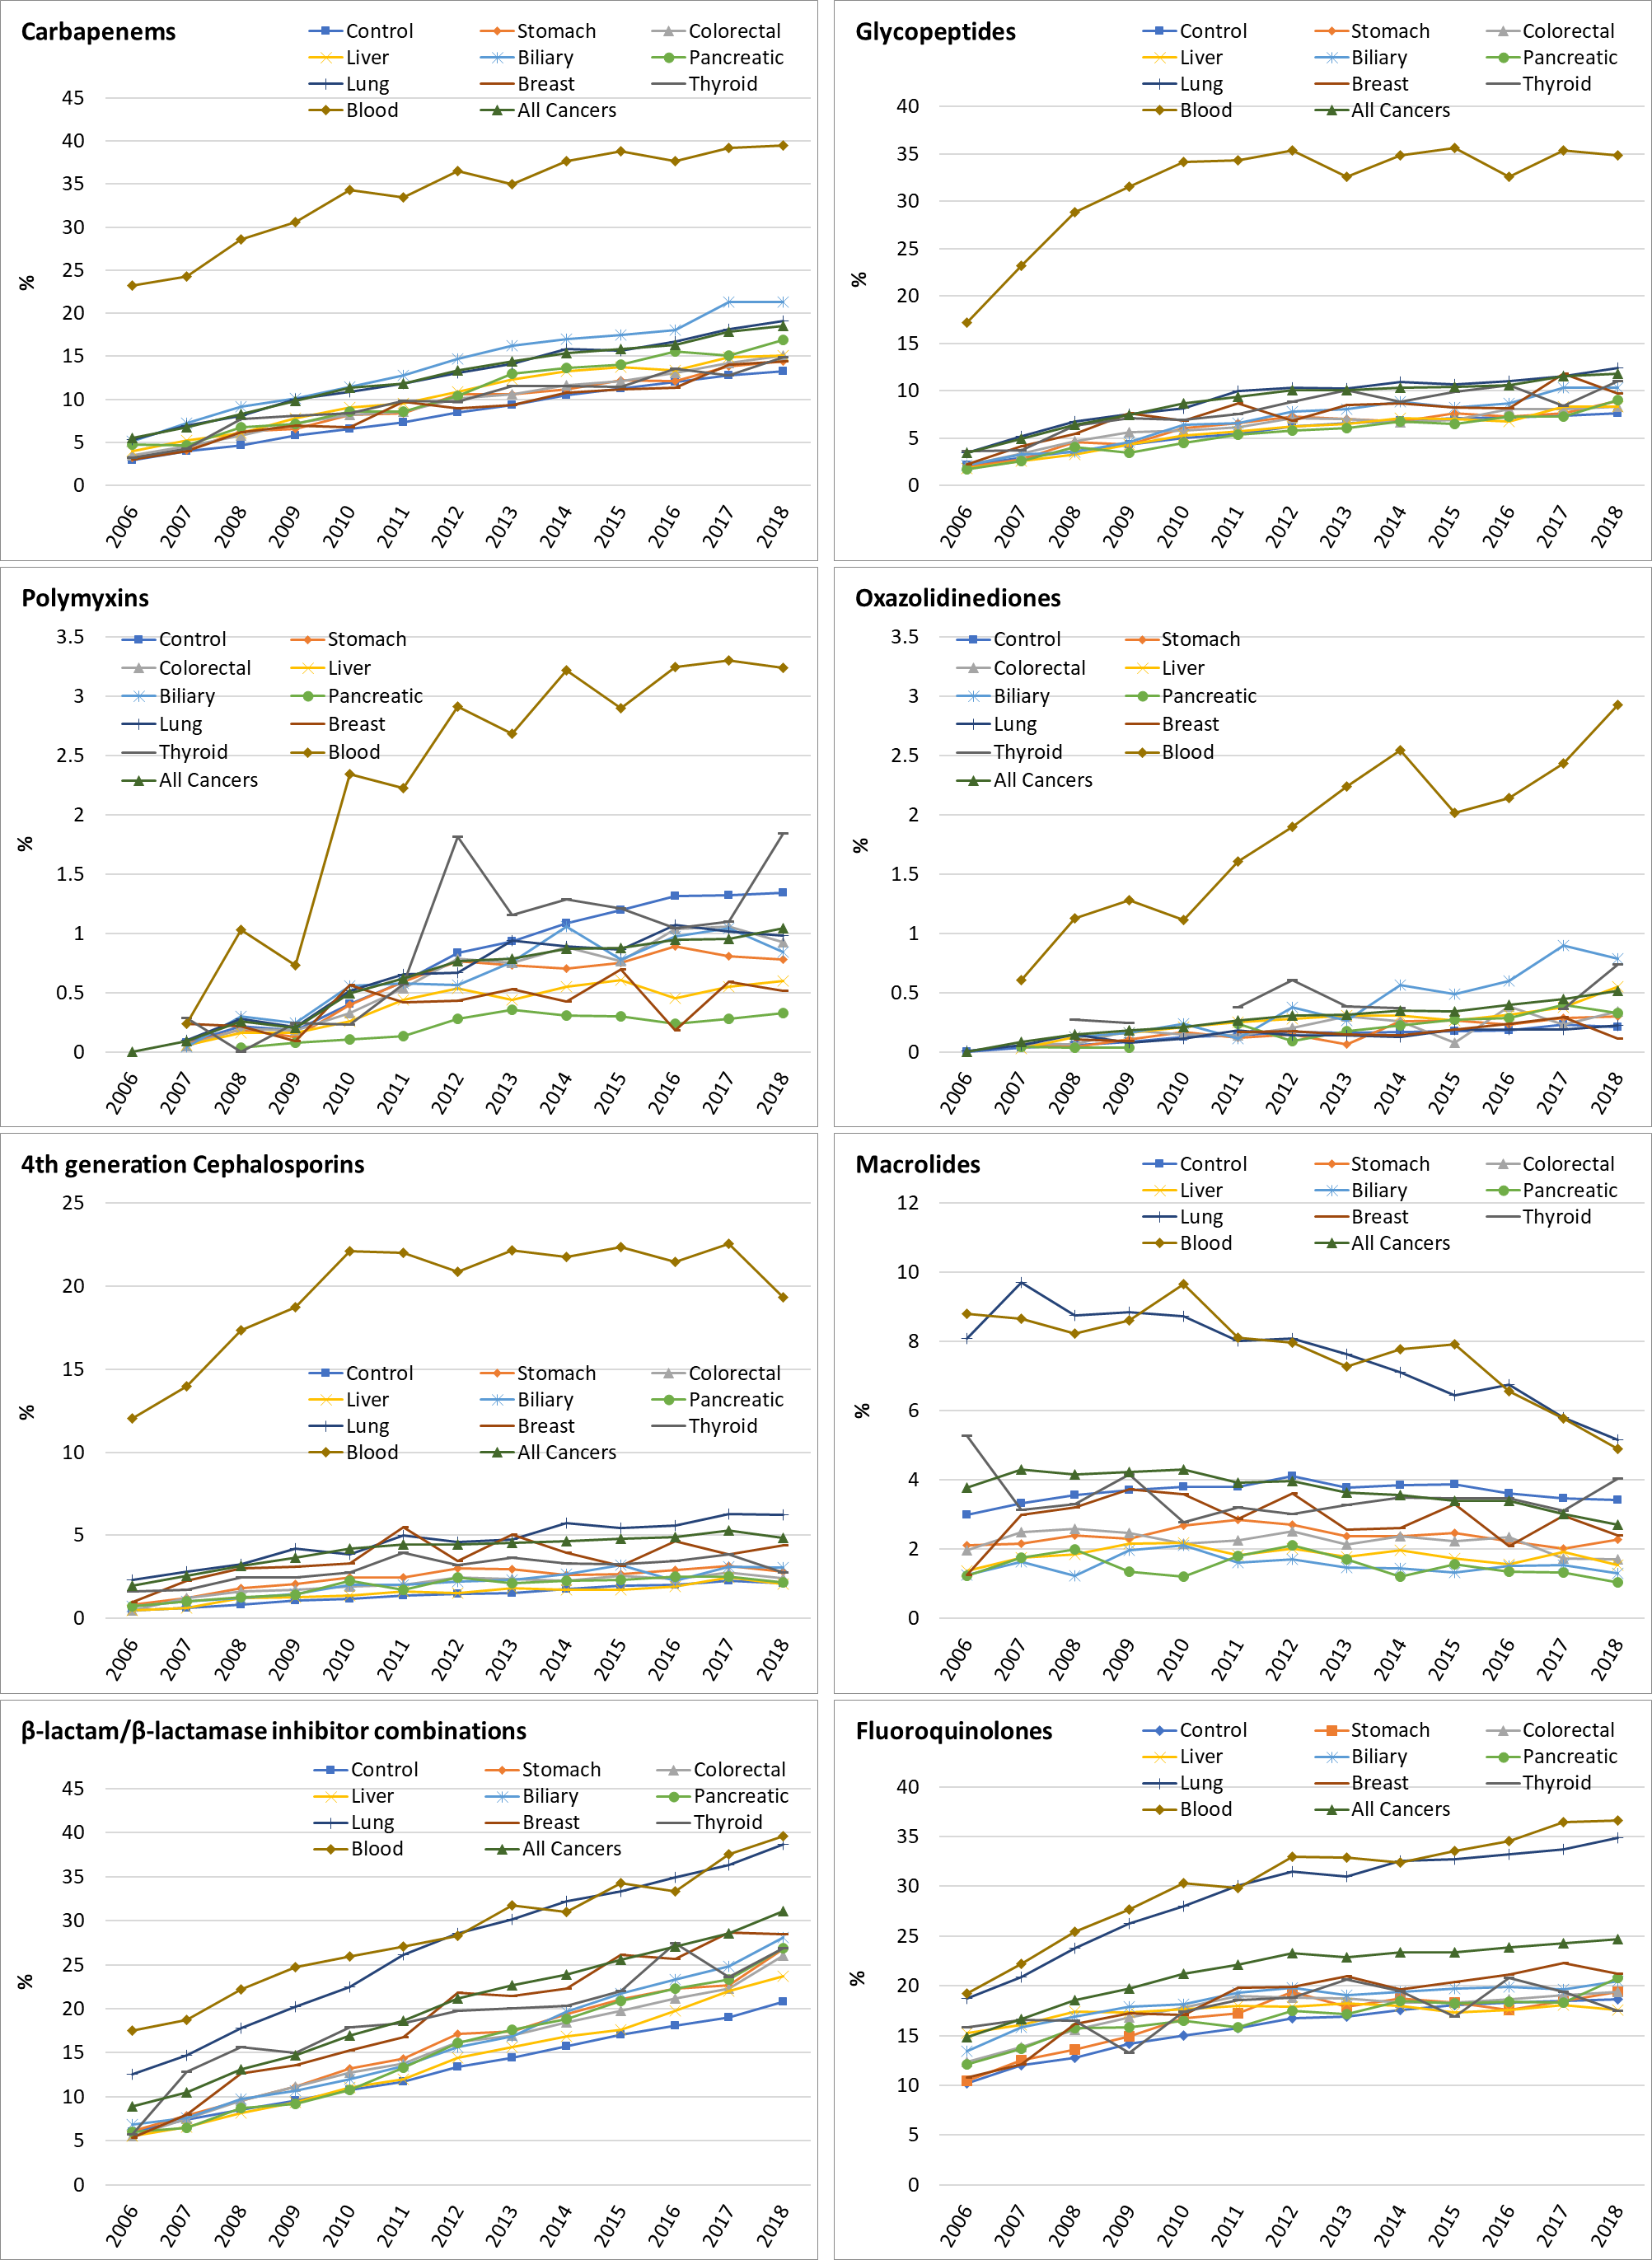 Carbapenems
Control Stomach Colorectal
Liver Biliary Pancreatic
Lung Breast Thyroid
Blood All Cancers
45
40
35
30
25
20
15
10
5
0
%
2006 2007 2008 2009 2010 2011 2012 2013 2014 2015 2016 2017 2018
Glycopeptides
Control Stomach Colorectal
Liver Biliary Pancreatic
Lung Breast Thyroid
Blood All Cancers
40
35
30
25
20
15
10
5
0
%
2006 2007 2008 2009 2010 2011 2012 2013 2014 2015 2016 2017 2018
Polymyxins
Control Stomach
Colorectal Liver
Biliary Pancreatic
Lung Breast
Thyroid Blood
All Cancers
3.5
3
2.5
2
1.5
1
0.5
0
%
2006 2007 2008 2009 2010 2011 2012 2013 2014 2015 2016 2017 2018
Oxazolidinediones
Control Stomach
Colorectal Liver
Biliary Pancreatic
Lung Breast
Thyroid Blood
All Cancers
3.5
3
2.5
2
1.5
1
0.5
0
%
2006 2007 2008 2009 2010 2011 2012 2013 2014 2015 2016 2017 2018
4th generation Cephalosporins
25
20
15
10
5
0
%
Control Stomach Colorectal
Liver Biliary Pancreatic
Lung Breast Thyroid
Blood All Cancers
2006 2007 2008 2009 2010 2011 2012 2013 2014 2015 2016 2017 2018
Macrolides
Control Stomach Colorectal
Liver Biliary Pancreatic
Lung Breast Thyroid
Blood All Cancers
12
10
8
6
4
2
0
%
2006 2007 2008 2009 2010 2011 2012 2013 2014 2015 2016 2017 2018
β-lactam/β-lactamase inhibitor combinations
Control Stomach Colorectal
Liver Biliary Pancreatic
Lung Breast Thyroid
Blood All Cancers
45
40
35
30
25
20
15
10
5
0
%
2006 2007 2008 2009 2010 2011 2012 2013 2014 2015 2016 2017 2018
Fluoroquinolones
Control Stomach Colorectal
Liver Biliary Pancreatic
Lung Breast Thyroid
Blood All Cancers
40
35
30
25
20
15
10
5
0
%
2006 2007 2008 2009 2010 2011 2012 2013 2014 2015 2016 2017 2018